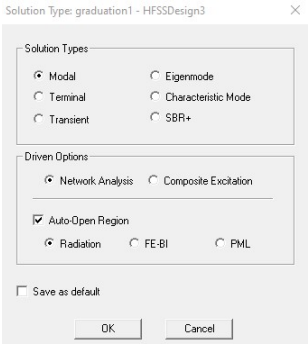 Solution Type: graduation1 - HFSSDesign3
Solution Types
Modal Eigenmode
Terminal Characteristic Mode
Transient SBR+
Driven Options
Network Analysis Composite Excitation
Auto-Open Region
Radiation FE-BI PML
Save as default
OK Cancel